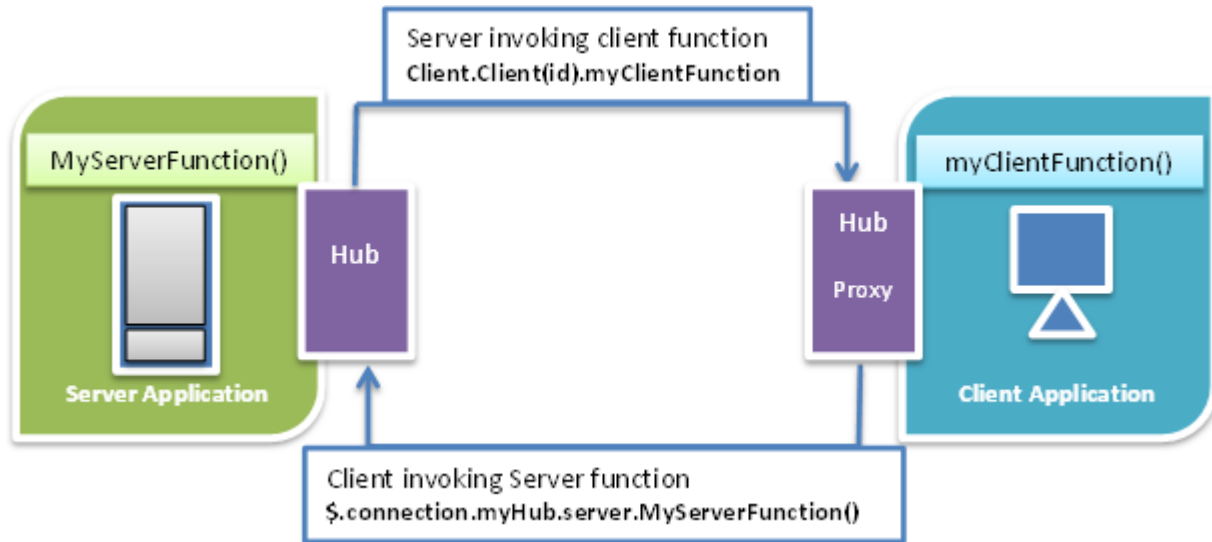 Server invoking client function
Client.Client(id).myClientFunction
MyServerFunction()
myClientFunction()
Hub
Hub
Proxy
Server Application
Client Application
Client invoking Server function
$.connection.myHub.server.MyServerFunction()